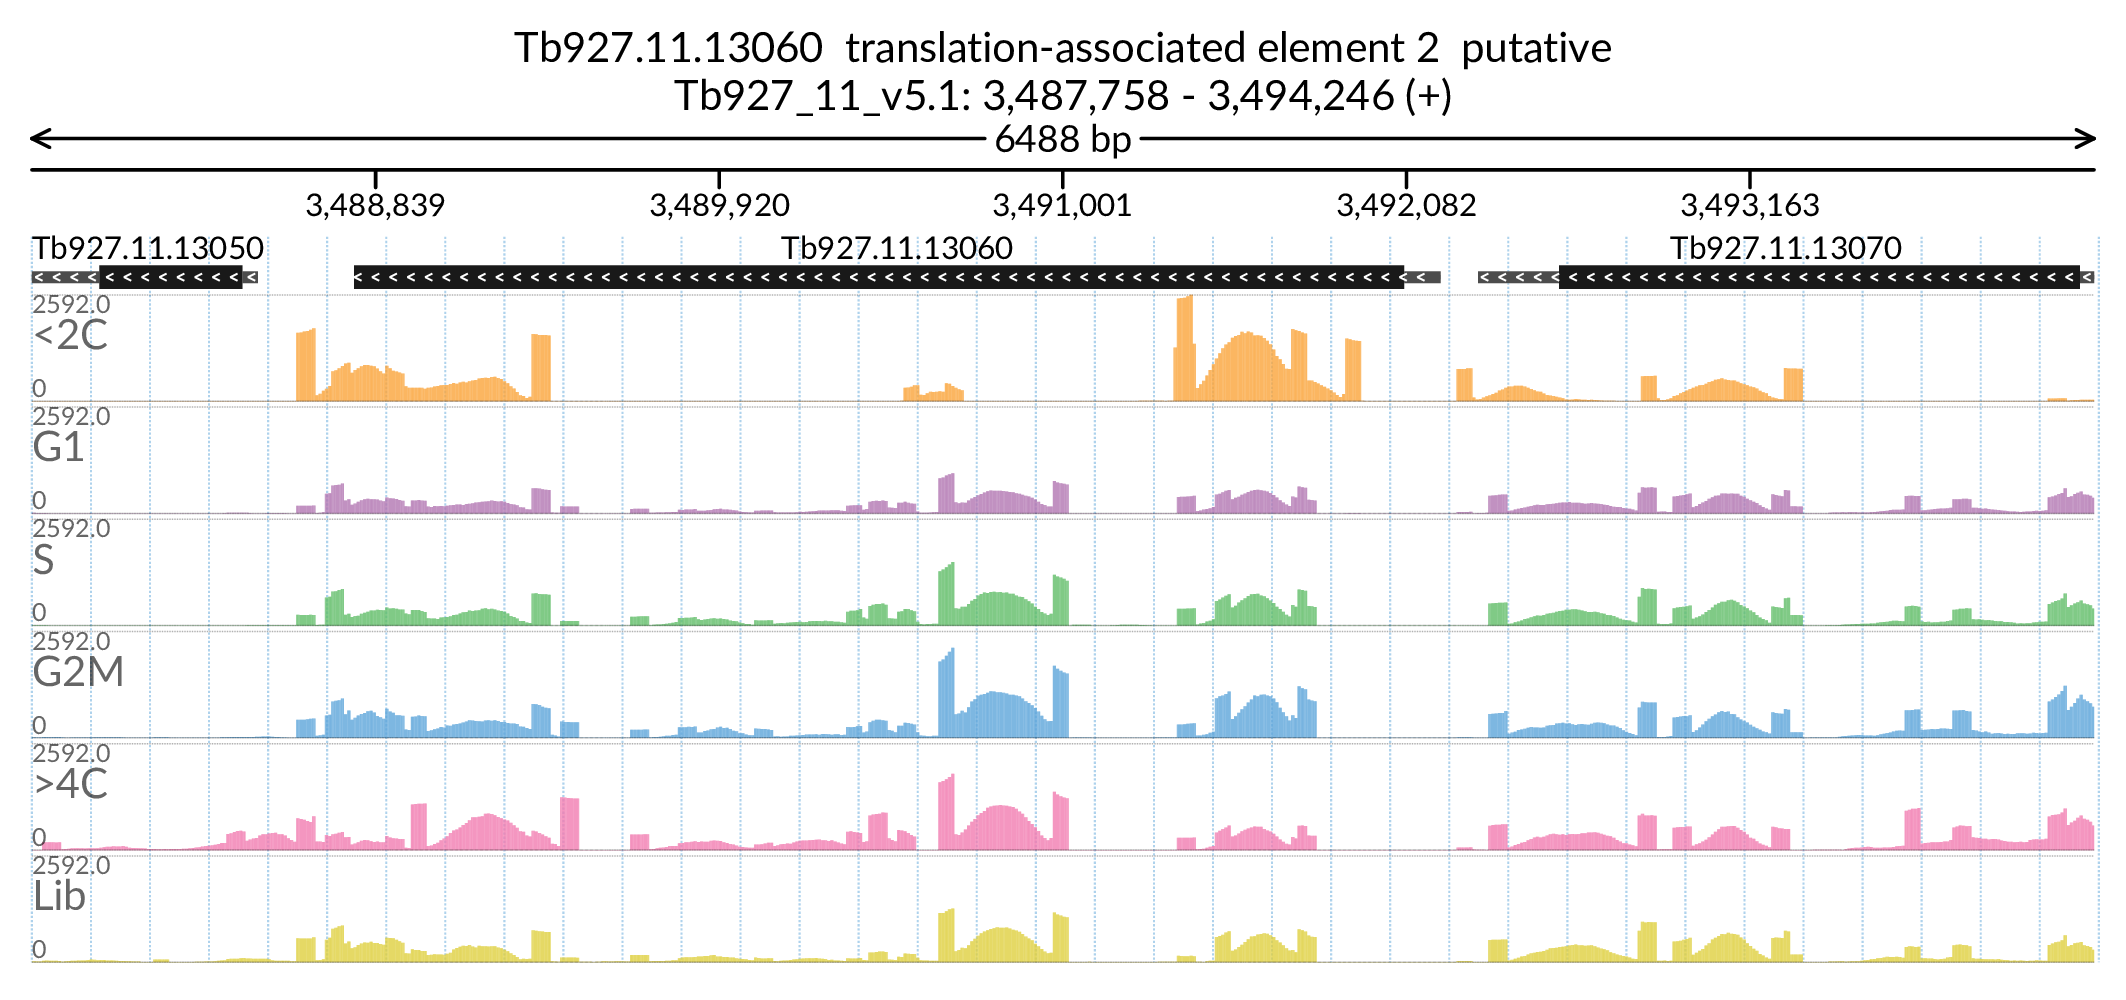 Tb927.11.13060  translation-associated element 2  putative
Tb927_11_v5.1: 3,487,758 - 3,494,246 (+)
6488 bp
3,488,839 3,489,920 3,491,001 3,492,082 3,493,163
Tb927.11.13050 Tb927.11.13060 Tb927.11.13070
2592.0
<2C
0
2592.0
G1
0
2592.0
S
0
2592.0
G2M
0
2592.0
>4C
0
2592.0
Lib
0